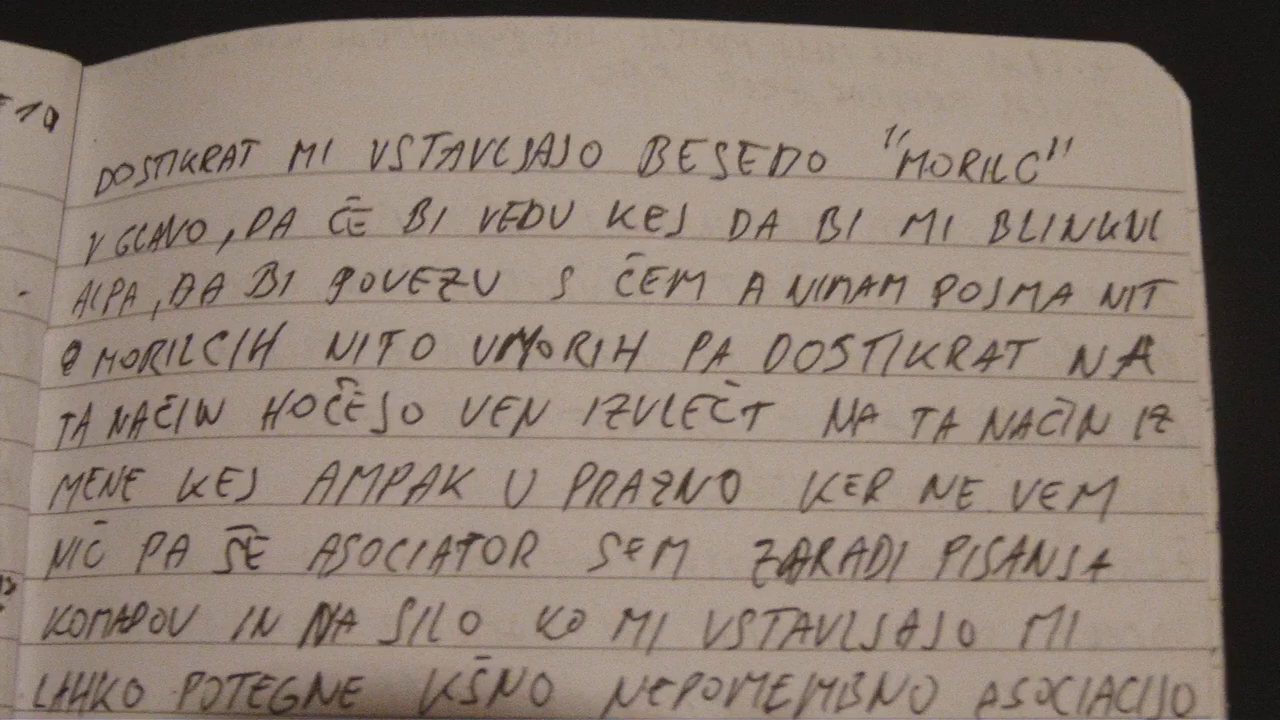 DOSTIKRAT MI VSTAVLJAJO BESEDO "MORILC"
V GLAVO, DA ČE BI VEDU KEJ DA BI MI BLINKNL
ALPA, DA BI POVEZU S ČEM A NIMAM POJMA NIT
O MORILCIH NITO UMORIH PA DOSTIKRAT NA
TA NAČIN HOČEJO VEN IZVLEČT NA TA NAČIN IZ
MENE KEJ AMPAK U PRAZNO KER NE VEM
NIČ PA ŠE ASOCIATOR SEM ZARADI PISANJA
KOMADOV IN NA SILO KO MI VSTAVLJAJO MI
LAHKO POTEGNE KŠNO NEPOMEMBNO ASOCIACIJO